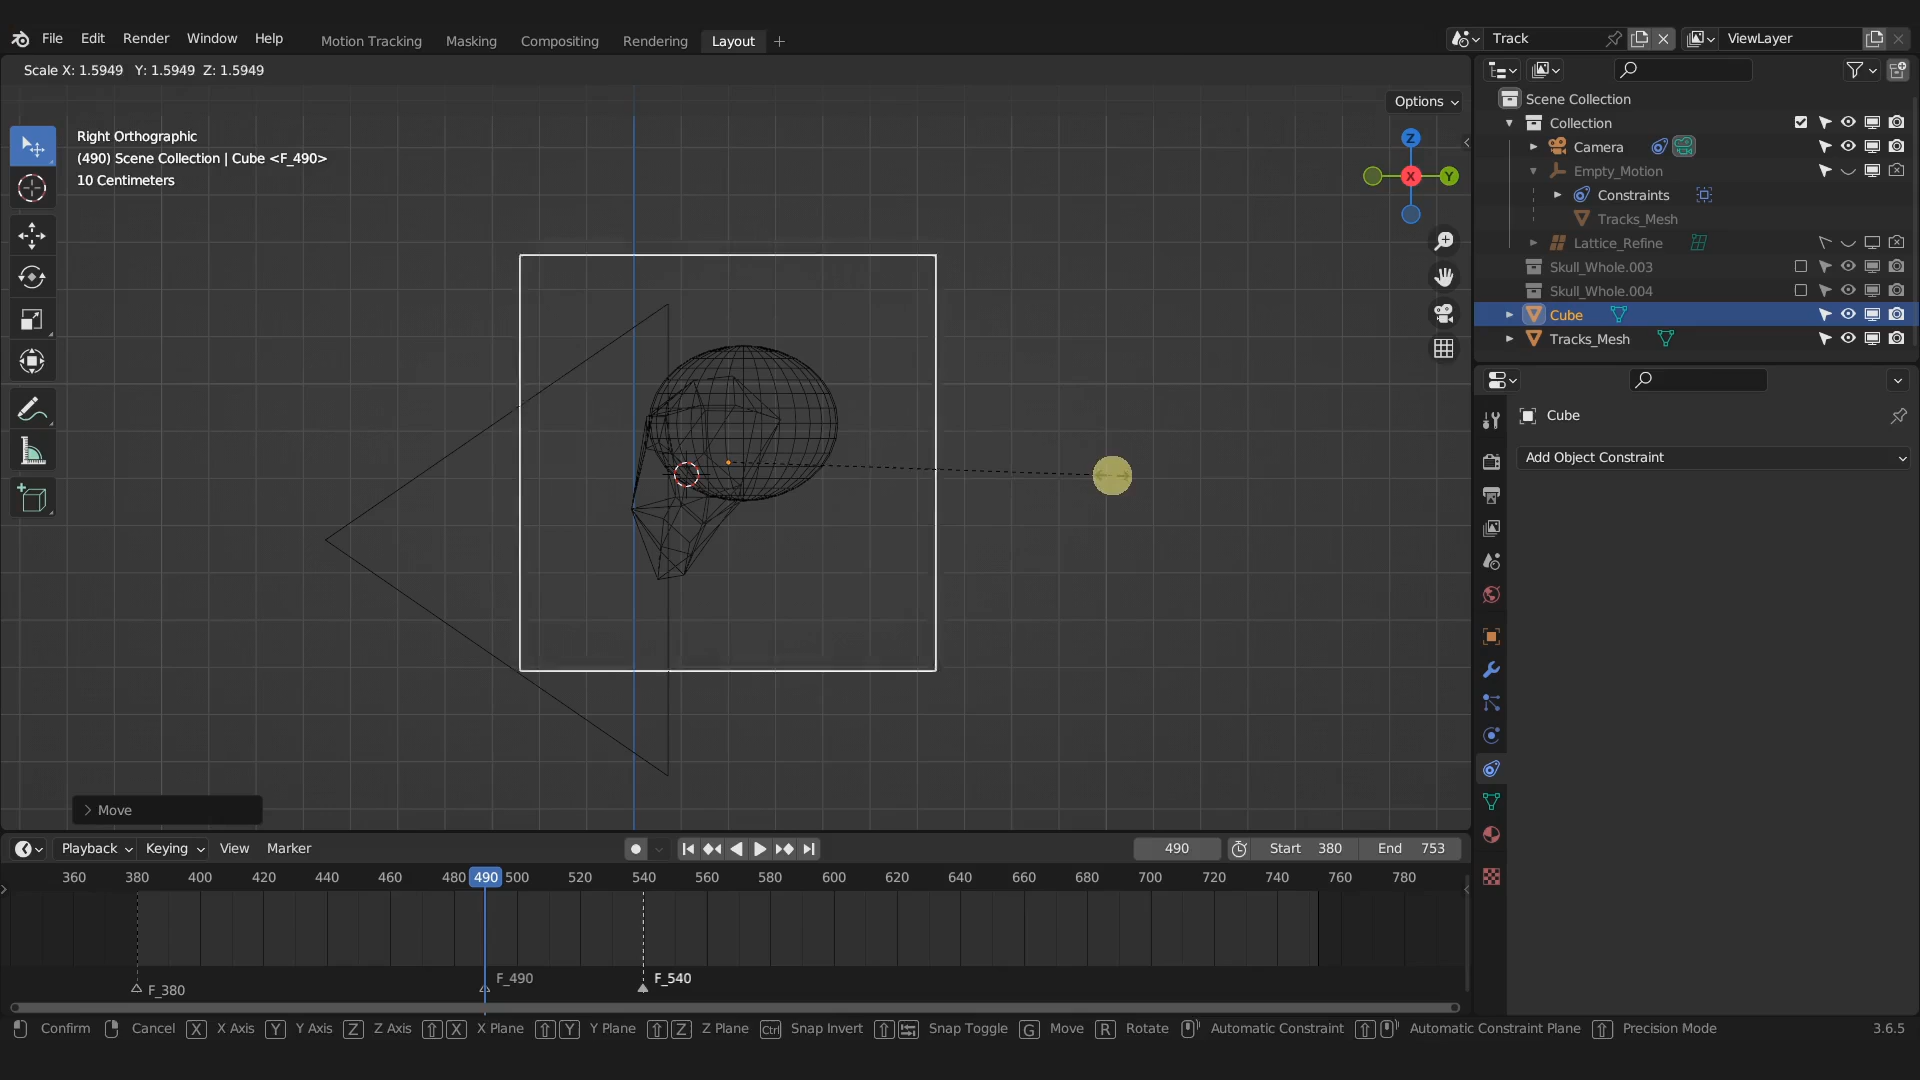 File Edit Render Window Help Motion Tracking Masking Compositing Rendering Layout Track ViewLayer
Scale X: 1.5949 Y: 1.5949 Z: 1.5949
Options
Right Orthographic
(490) Scene Collection | Cube <F_490>
10 Centimeters
Z
X
Y
Move
Scene Collection
Collection
Camera
Empty_Motion
Constraints
Tracks_Mesh
Lattice_Refine
Skull_Whole.003
Skull_Whole.004
Cube
Tracks_Mesh
Cube
Add Object Constraint
Playback Keying View Marker 490 Start 380 End 753
360 380 400 420 440 460 480 490 500 520 540 560 580 600 620 640 660 680 700 720 740 760 780
F_380
F_490
F_540
Confirm Cancel X X Axis Y Y Axis Z Z Axis X X Plane Y Y Plane Z Z Plane Ctrl Snap Invert Snap Toggle G Move R Rotate Automatic Constraint Automatic Constraint Plane Precision Mode 3.6.5